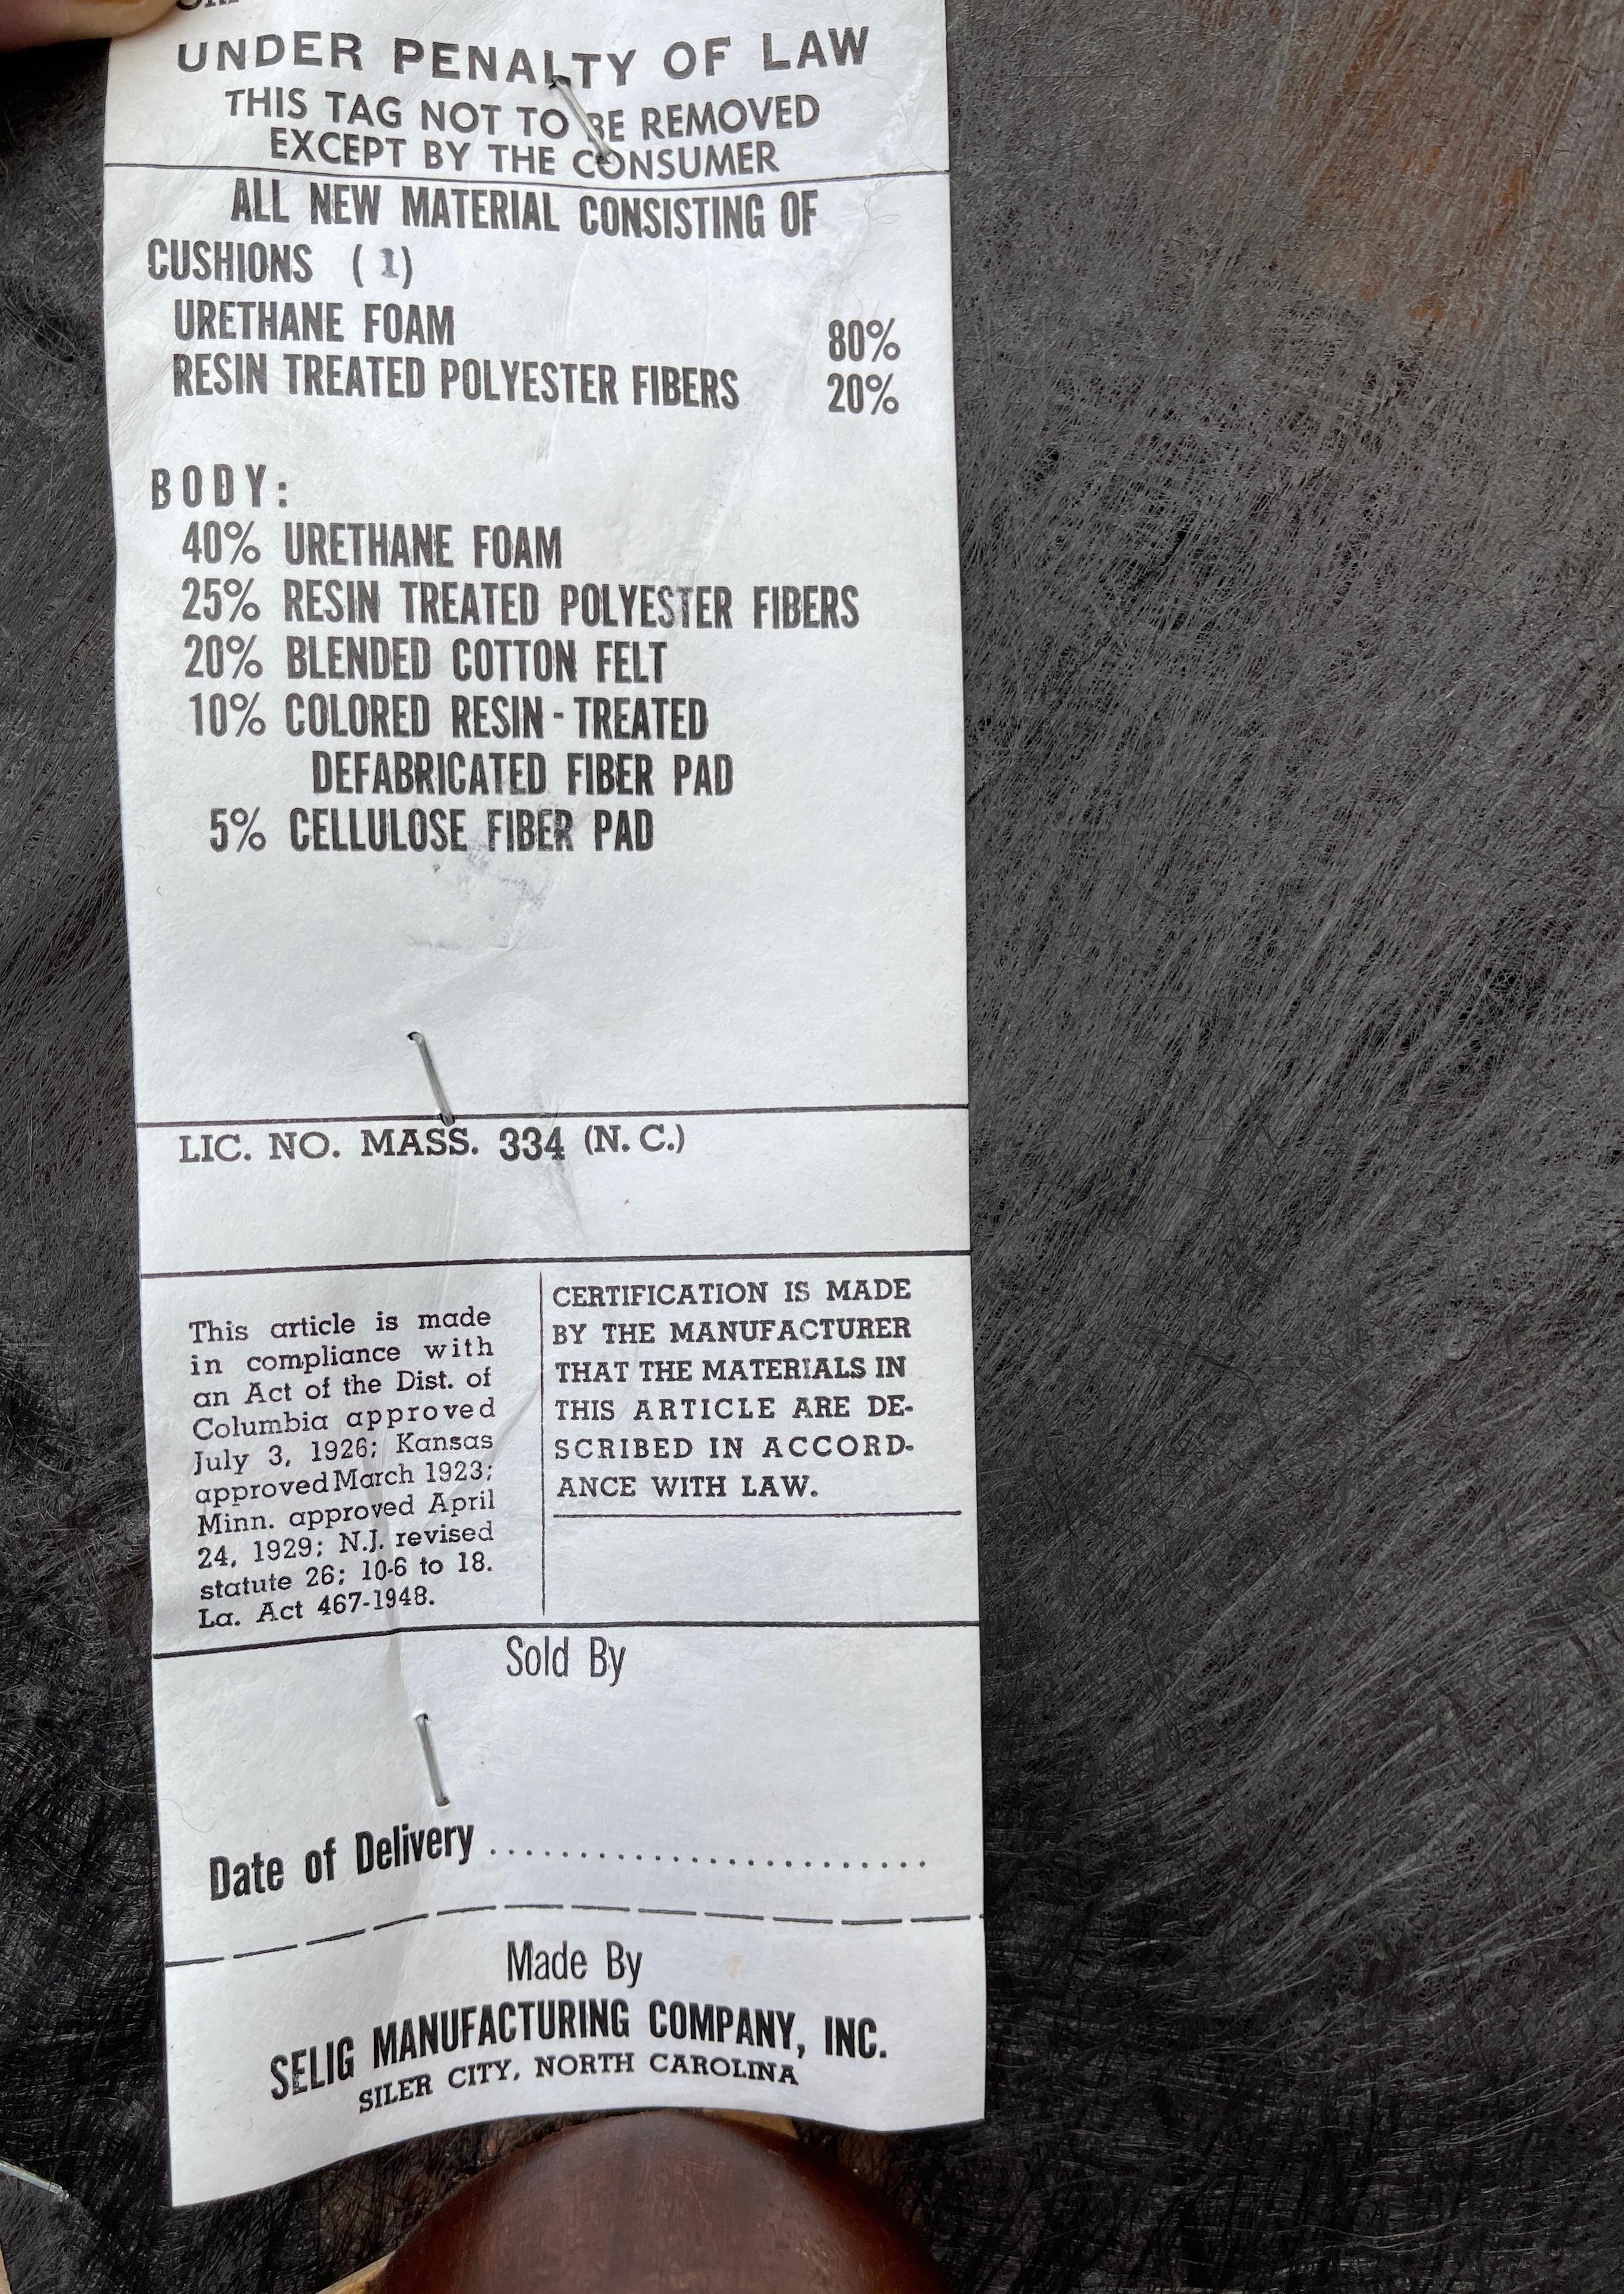 UNDER PENALTY OF LAW
THIS TAG NOT TO BE REMOVED
EXCEPT BY THE CONSUMER
ALL NEW MATERIAL CONSISTING OF
CUSHIONS (1)
URETHANE FOAM 80%
RESIN TREATED POLYESTER FIBERS 20%
BODY:
40% URETHANE FOAM
25% RESIN TREATED POLYESTER FIBERS
20% BLENDED COTTON FELT
10% COLORED RESIN-TREATED
DEFABRICATED FIBER PAD
5% CELLULOSE FIBER PAD
LIC. NO. MASS. 334 (N.C.)
This article is made
in compliance with
an Act of the Dist. of
Columbia approved
July 3, 1926; Kansas
approved March 1923;
Minn. approved April
24, 1929; N.J. revised
statute 26; 10-6 to 18.
La. Act 467-1948.
CERTIFICATION IS MADE
BY THE MANUFACTURER
THAT THE MATERIALS IN
THIS ARTICLE ARE DE-
SCRIBED IN ACCORD-
ANCE WITH LAW.
Sold By
Date of Delivery ..........................
Made By
SELIG MANUFACTURING COMPANY, INC.
SILER CITY, NORTH CAROLINA